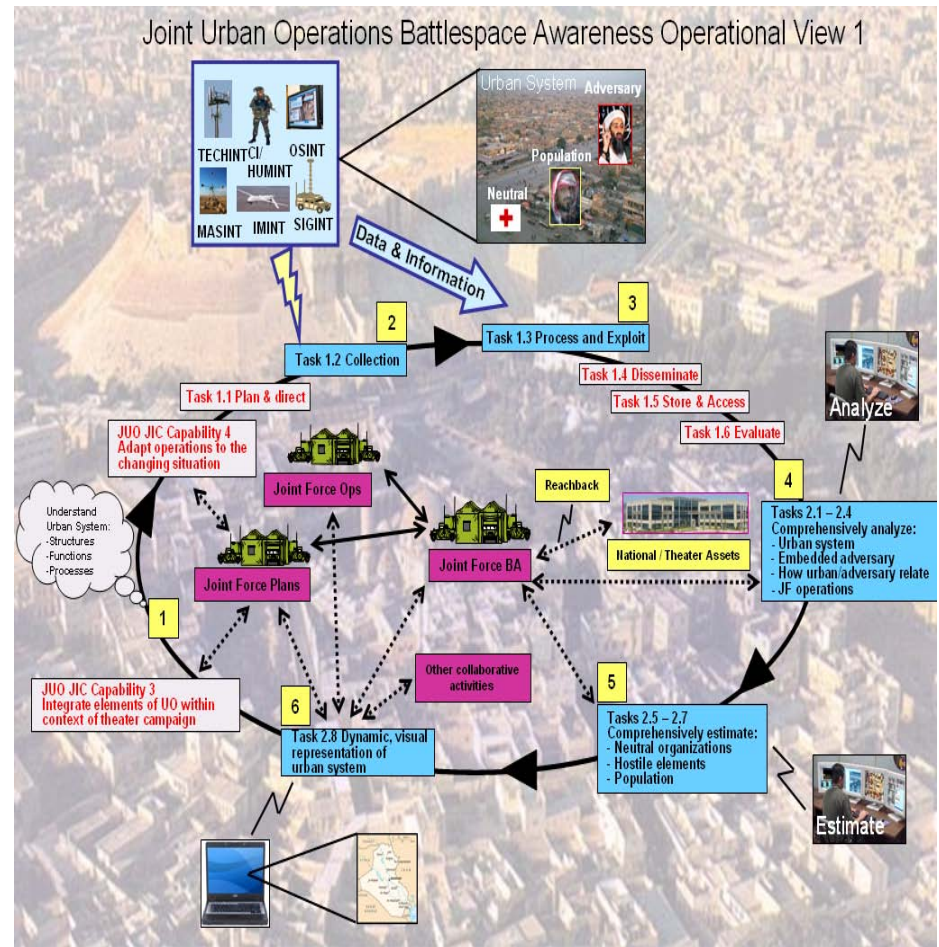 Joint Urban Operations Battlespace Awareness Operational View 1
TECHINT
CI/
HUMINT
OSINT
MASINT
IMINT
SIGINT
Urban System
Adversary
Population
Neutral
Data & Information
2
Task 1.2 Collection
3
Task 1.3 Process and Exploit
Task 1.1 Plan & direct
Task 1.4 Disseminate
Task 1.5 Store & Access
Task 1.6 Evaluate
Analyze
JUO JIC Capability 4
Adapt operations to the
changing situation
Joint Force Ops
Reachback
4
Tasks 2.1 – 2.4
Comprehensively analyze:
- Urban system
- Embedded adversary
- How urban/adversary relate
- JF operations
Understand
Urban System:
-Structures
-Functions
-Processes
Joint Force Plans
Joint Force BA
National / Theater Assets
1
JUO JIC Capability 3
Integrate elements of UO within
context of theater campaign
Other collaborative
activities
6
Task 2.8 Dynamic, visual
representation of
urban system
5
Tasks 2.5 – 2.7
Comprehensively estimate:
- Neutral organizations
- Hostile elements
- Population
Estimate